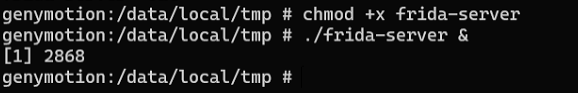 genymotion:/data/local/tmp # chmod +x frida-server
genymotion:/data/local/tmp # ./frida-server &
[1] 2868
genymotion:/data/local/tmp #